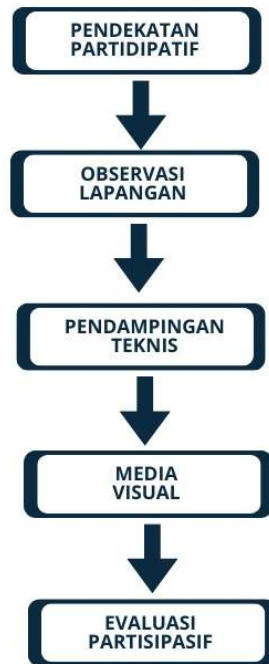 PENDEKATAN
PARTIDIPATIF
OBSERVASI
LAPANGAN
PENDAMPINGAN
TEKNIS
MEDIA
VISUAL
EVALUASI
PARTISIPASIF